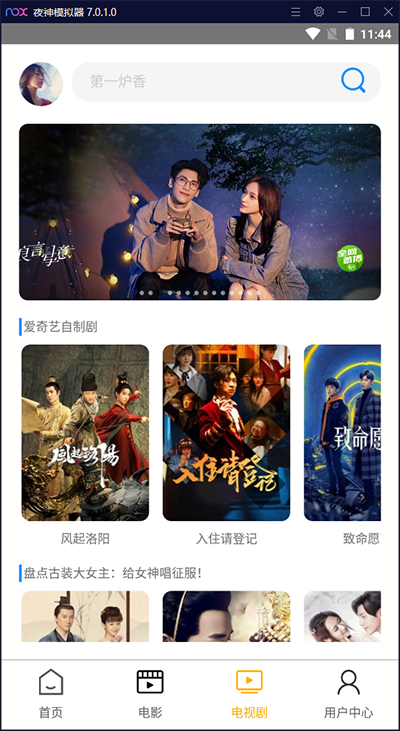 nox 夜神模拟器 7.0.1.0
11:44
第一炉香
良言写意
全网
首播
爱奇艺自制剧
风起洛阳
入住请登记
致命愿
风起洛阳
入住请登记
致命愿
盘点古装大女主：给女神唱征服！
首页
电影
电视剧
用户中心